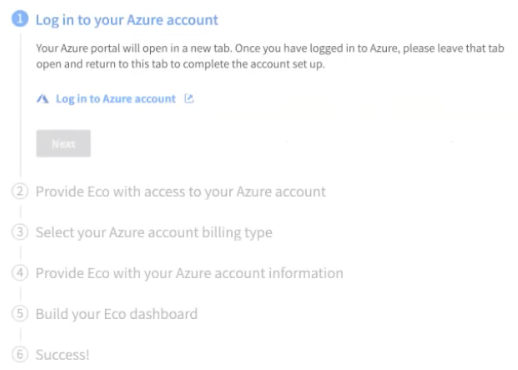 1 Log in to your Azure account
Your Azure portal will open in a new tab. Once you have logged in to Azure, please leave that tab
open and return to this tab to complete the account set up.
Log in to Azure account
Next
2 Provide Eco with access to your Azure account
3 Select your Azure account billing type
4 Provide Eco with your Azure account information
5 Build your Eco dashboard
6 Success!